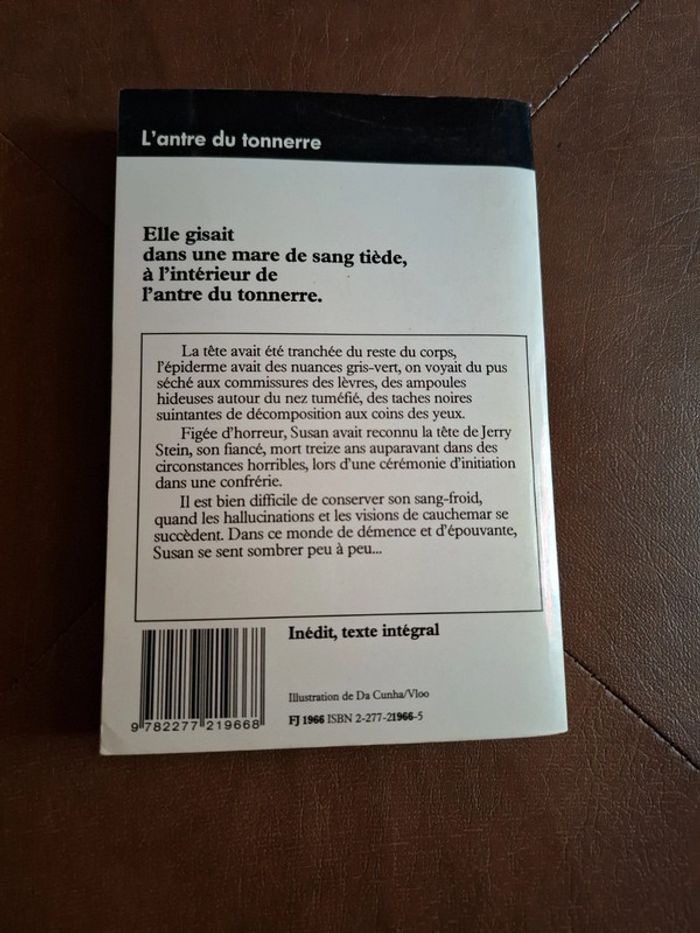 L'antre du tonnerre
Elle gisait
dans une mare de sang tiède,
à l'intérieur de
l'antre du tonnerre.
La tête avait été tranchée du reste du corps,
l'épiderme avait des nuances gris-vert, on voyait du pus
séché aux commissures des lèvres, des ampoules
hideuses autour du nez tuméfié, des taches noires
suintantes de décomposition aux coins des yeux.
Figée d'horreur, Susan avait reconnu la tête de Jerry
Stein, son fiancé, mort treize ans auparavant dans des
circonstances horribles, lors d'une cérémonie d'initiation
dans une confrérie.
Il est bien difficile de conserver son sang-froid,
quand les hallucinations et les visions de cauchemar se
succèdent. Dans ce monde de démence et d'épouvante,
Susan se sent sombrer peu à peu...
Inédit, texte intégral
Illustration de Da Cunha/Vloo
FJ 1966 ISBN 2-277-21966-5
9 782277 219668